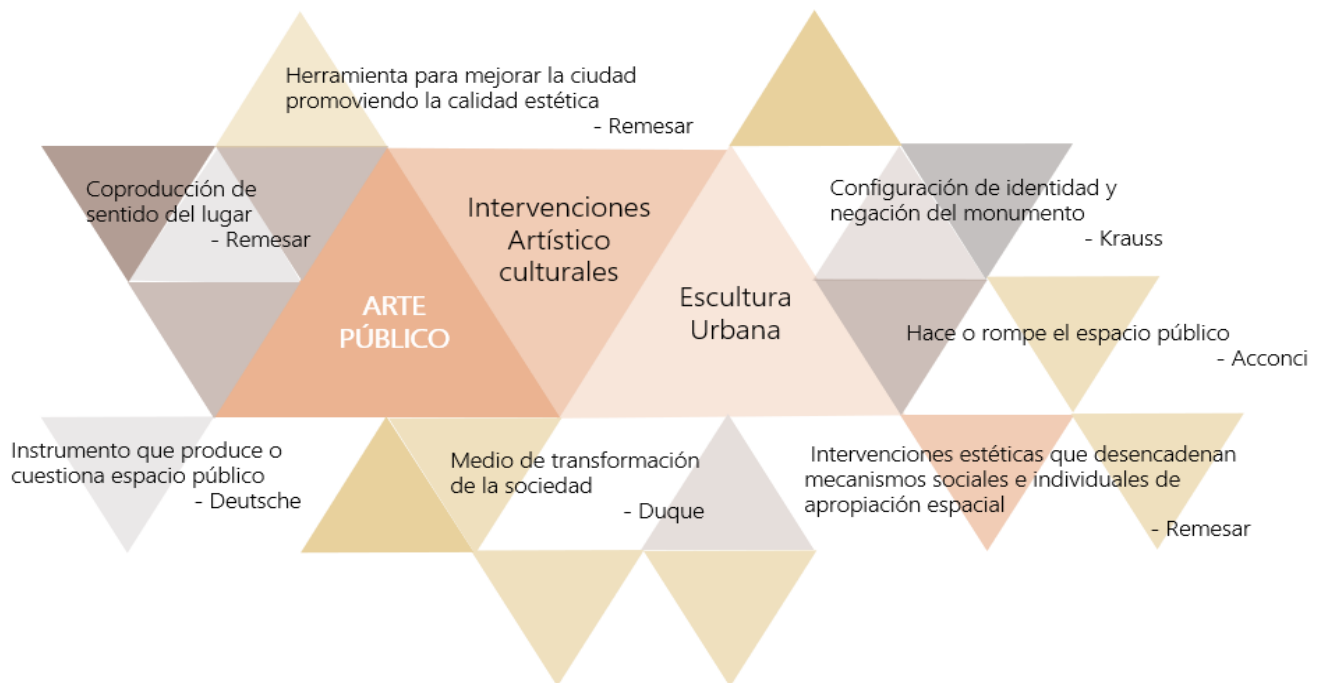 Herramienta para mejorar la ciudad
promoviendo la calidad estética
- Remesar
Coproducción de
sentido del lugar
- Remesar
Intervenciones
Artístico
culturales
Configuración de identidad y
negación del monumento
- Krauss
ARTE
PÚBLICO
Escultura
Urbana
Hace o rompe el espacio público
- Acconci
Instrumento que produce o
cuestiona espacio público
- Deutsche
Medio de transformación
de la sociedad
- Duque
Intervenciones estéticas que desencadenan
mecanismos sociales e individuales de
apropiación espacial
- Remesar